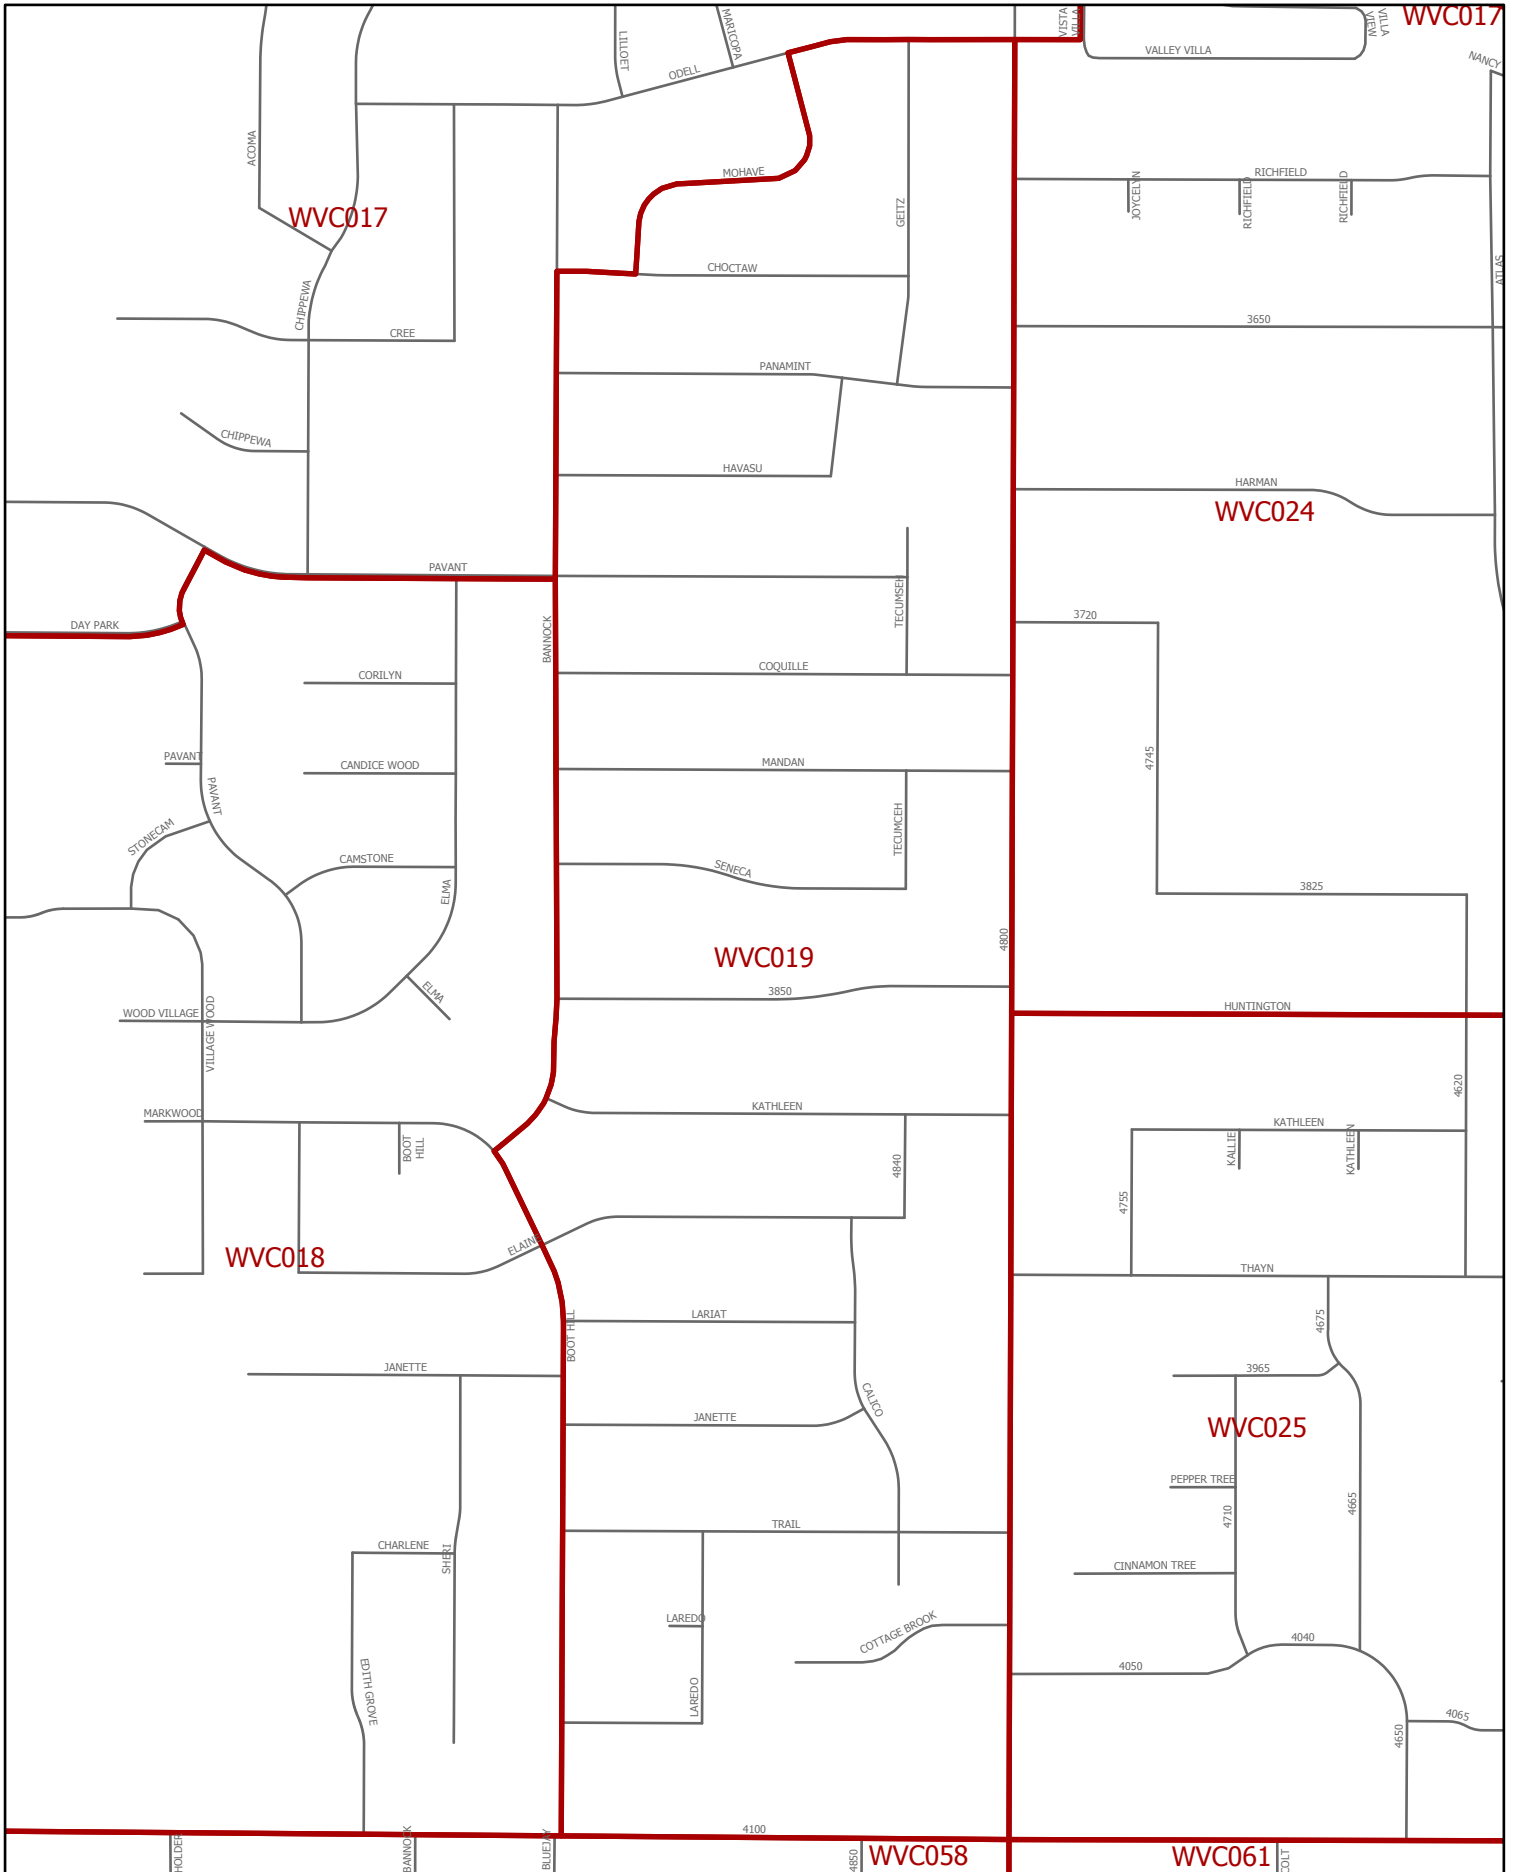 WVC017
VISTA
VILLA
VIEW
VILLA
MARICOPA
LILLOET
VALLEY VILLA
NANCY
ODELL
ACOMA
MOHAVE
RICHFIELD
JOYCELYN
RICHFIELD
RICHFIELD
WVC017
GEITZ
CHOCTAW
ATLAS
CHIPPEWA
3650
CREE
PANAMINT
CHIPPEWA
HAVASU
HARMAN
WVC024
PAVANT
TECUMSEH
3720
DAY PARK
BANNOCK
COQUILLE
CORILYN
4745
PAVANT
CANDICE WOOD
MANDAN
PAVANT
STONECAM
TECUMCEH
CAMSTONE
SENECA
ELMA
3825
4800
WVC019
ELMA
3850
WOOD VILLAGE
VILLAGE WOOD
HUNTINGTON
4620
MARKWOOD
KATHLEEN
KATHLEEN
BOOT
HILL
KALLIE
KATHLEEN
4840
4755
ELAINE
WVC018
THAYN
LARIAT
BOOT HILL
4675
JANETTE
3965
CALICO
JANETTE
WVC025
PEPPER TREE
4665
4710
TRAIL
CHARLENE
SHERI
CINNAMON TREE
LAREDO
COTTAGE BROOK
4040
4050
EDITH GROVE
LAREDO
4065
4650
4100
HOLDER
BANNOCK
BLUEJAY
4850
WVC058
WVC061
COLT